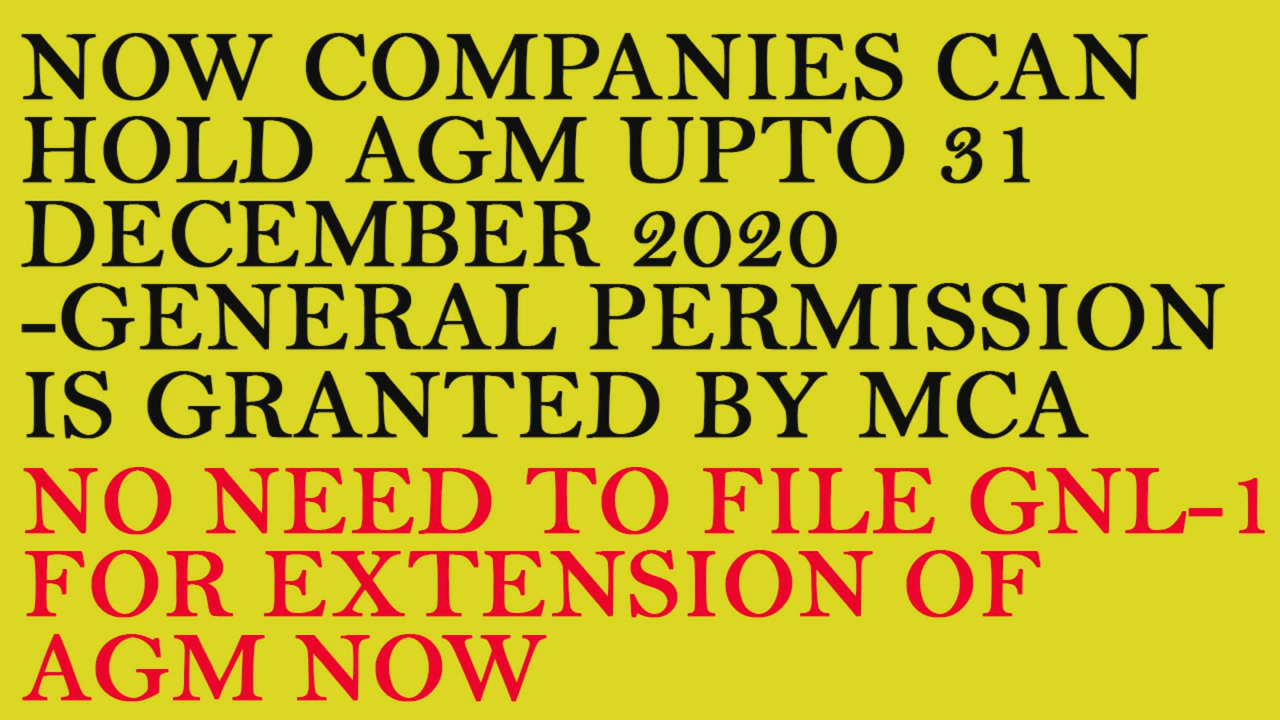 NOW COMPANIES CAN
HOLD AGM UPTO 31
DECEMBER 2020
-GENERAL PERMISSION
IS GRANTED BY MCA
NO NEED TO FILE GNL-1
FOR EXTENSION OF
AGM NOW